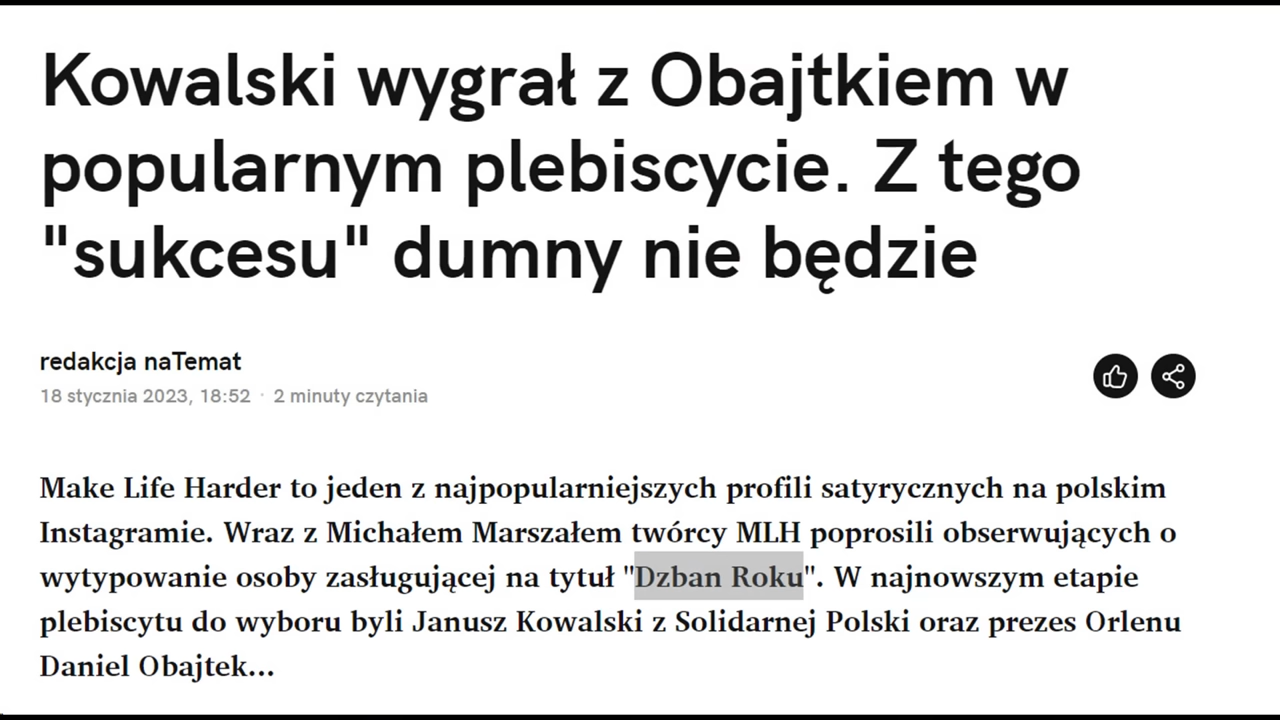 Kowalski wygrał z Obajtkiem w
popularnym plebiscycie. Z tego
"sukcesu" dumny nie będzie
redakcja naTemat
18 stycznia 2023, 18:52 · 2 minuty czytania
Make Life Harder to jeden z najpopularniejszych profili satyrycznych na polskim
Instagramie. Wraz z Michałem Marszałem twórcy MLH poprosili obserwujących o
wytypowanie osoby zasługującej na tytuł "Dzban Roku". W najnowszym etapie
plebiscytu do wyboru byli Janusz Kowalski z Solidarnej Polski oraz prezes Orlenu
Daniel Obajtek...